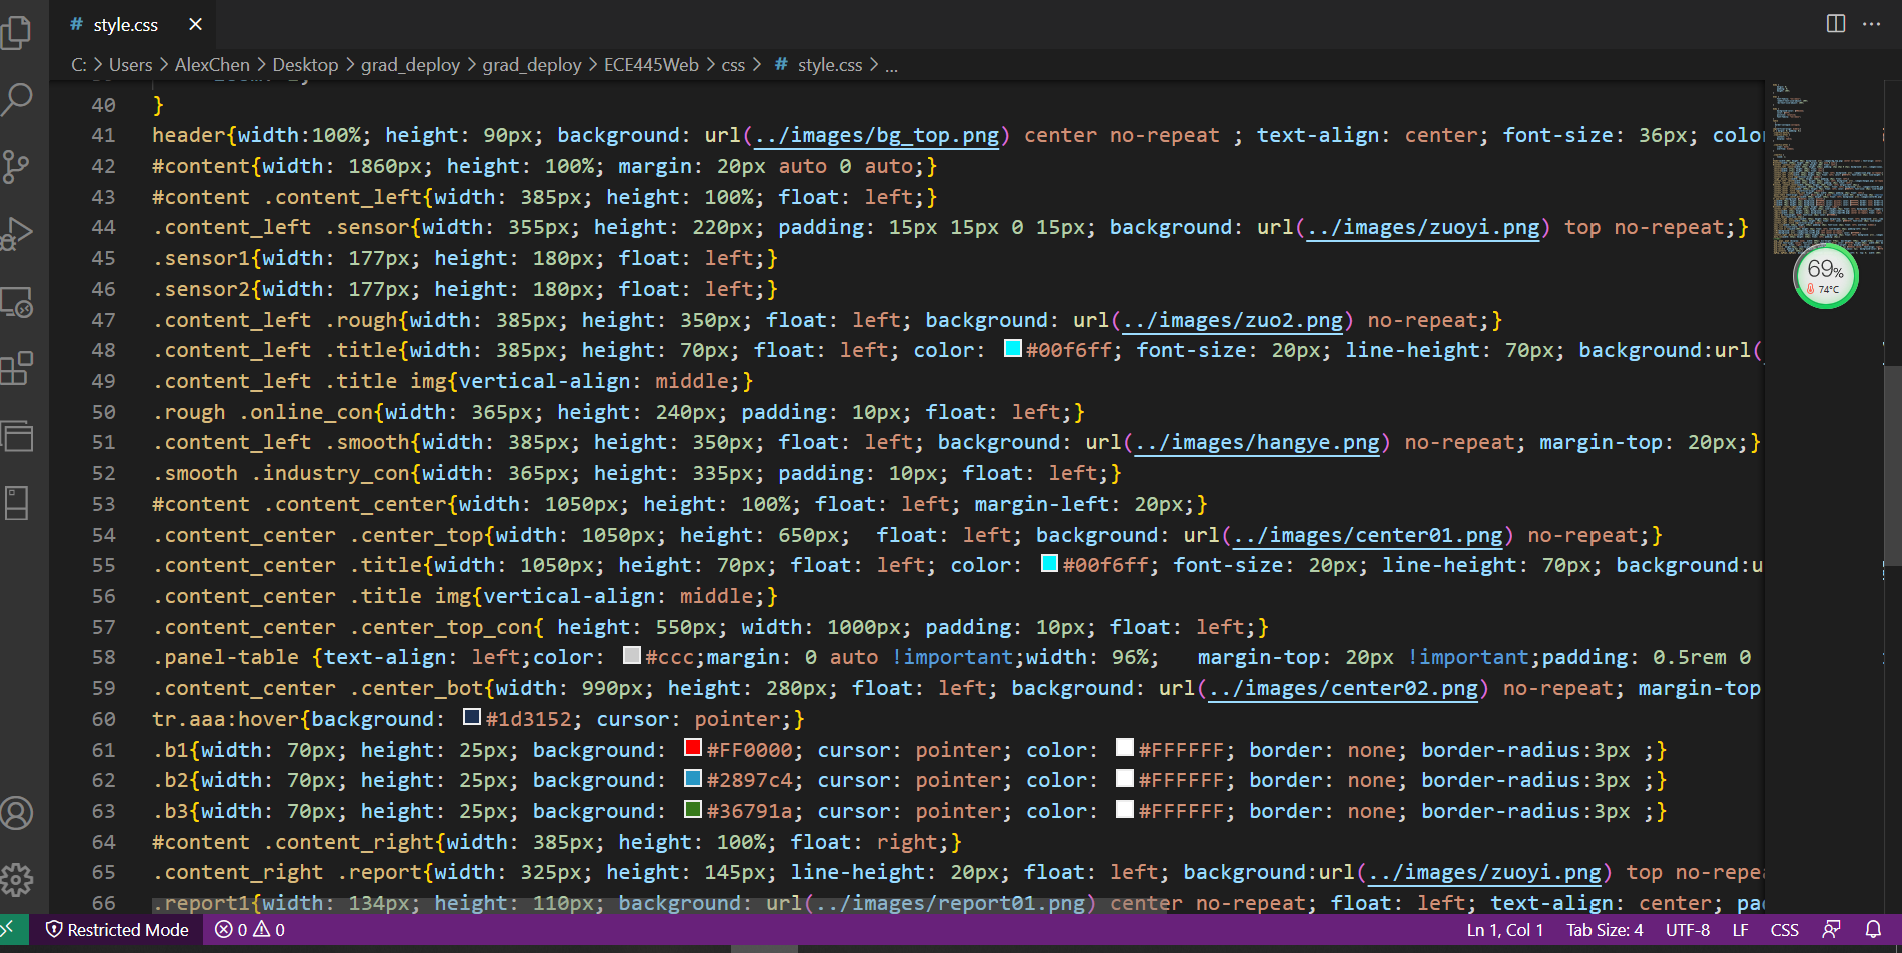 # style.css
C: > Users > AlexChen > Desktop > grad_deploy > grad_deploy > ECE445Web > css > # style.css > ...
40 }
41 header{width:100%; height: 90px; background: url(../images/bg_top.png) center no-repeat ; text-align: center; font-size: 36px; colo
42 #content{width: 1860px; height: 100%; margin: 20px auto 0 auto;}
43 #content .content_left{width: 385px; height: 100%; float: left;}
44 .content_left .sensor{width: 355px; height: 220px; padding: 15px 15px 0 15px; background: url(../images/zuoyi.png) top no-repeat;}
45 .sensor1{width: 177px; height: 180px; float: left;}
46 .sensor2{width: 177px; height: 180px; float: left;}
47 .content_left .rough{width: 385px; height: 350px; float: left; background: url(../images/zuo2.png) no-repeat;}
48 .content_left .title{width: 385px; height: 70px; float: left; color: #00f6ff; font-size: 20px; line-height: 70px; background:url(
49 .content_left .title img{vertical-align: middle;}
50 .rough .online_con{width: 365px; height: 240px; padding: 10px; float: left;}
51 .content_left .smooth{width: 385px; height: 350px; float: left; background: url(../images/hangye.png) no-repeat; margin-top: 20px;}
52 .smooth .industry_con{width: 365px; height: 335px; padding: 10px; float: left;}
53 #content .content_center{width: 1050px; height: 100%; float: left; margin-left: 20px;}
54 .content_center .center_top{width: 1050px; height: 650px;  float: left; background: url(../images/center01.png) no-repeat;}
55 .content_center .title{width: 1050px; height: 70px; float: left; color: #00f6ff; font-size: 20px; line-height: 70px; background:u
56 .content_center .title img{vertical-align: middle;}
57 .content_center .center_top_con{ height: 550px; width: 1000px; padding: 10px; float: left;}
58 .panel-table {text-align: left;color: #ccc;margin: 0 auto !important;width: 96%;   margin-top: 20px !important;padding: 0.5rem 0
59 .content_center .center_bot{width: 990px; height: 280px; float: left; background: url(../images/center02.png) no-repeat; margin-top
60 tr.aaa:hover{background: #1d3152; cursor: pointer;}
61 .b1{width: 70px; height: 25px; background: #FF0000; cursor: pointer; color: #FFFFFF; border: none; border-radius:3px ;}
62 .b2{width: 70px; height: 25px; background: #2897c4; cursor: pointer; color: #FFFFFF; border: none; border-radius:3px ;}
63 .b3{width: 70px; height: 25px; background: #36791a; cursor: pointer; color: #FFFFFF; border: none; border-radius:3px ;}
64 #content .content_right{width: 385px; height: 100%; float: right;}
65 .content_right .report{width: 325px; height: 145px; line-height: 20px; float: left; background:url(../images/zuoyi.png) top no-repea
66 .report1{width: 134px; height: 110px; background: url(../images/report01.png) center no-repeat; float: left; text-align: center; pa
69%
74°C
Restricted Mode 0 0 Ln 1, Col 1 Tab Size: 4 UTF-8 LF CSS